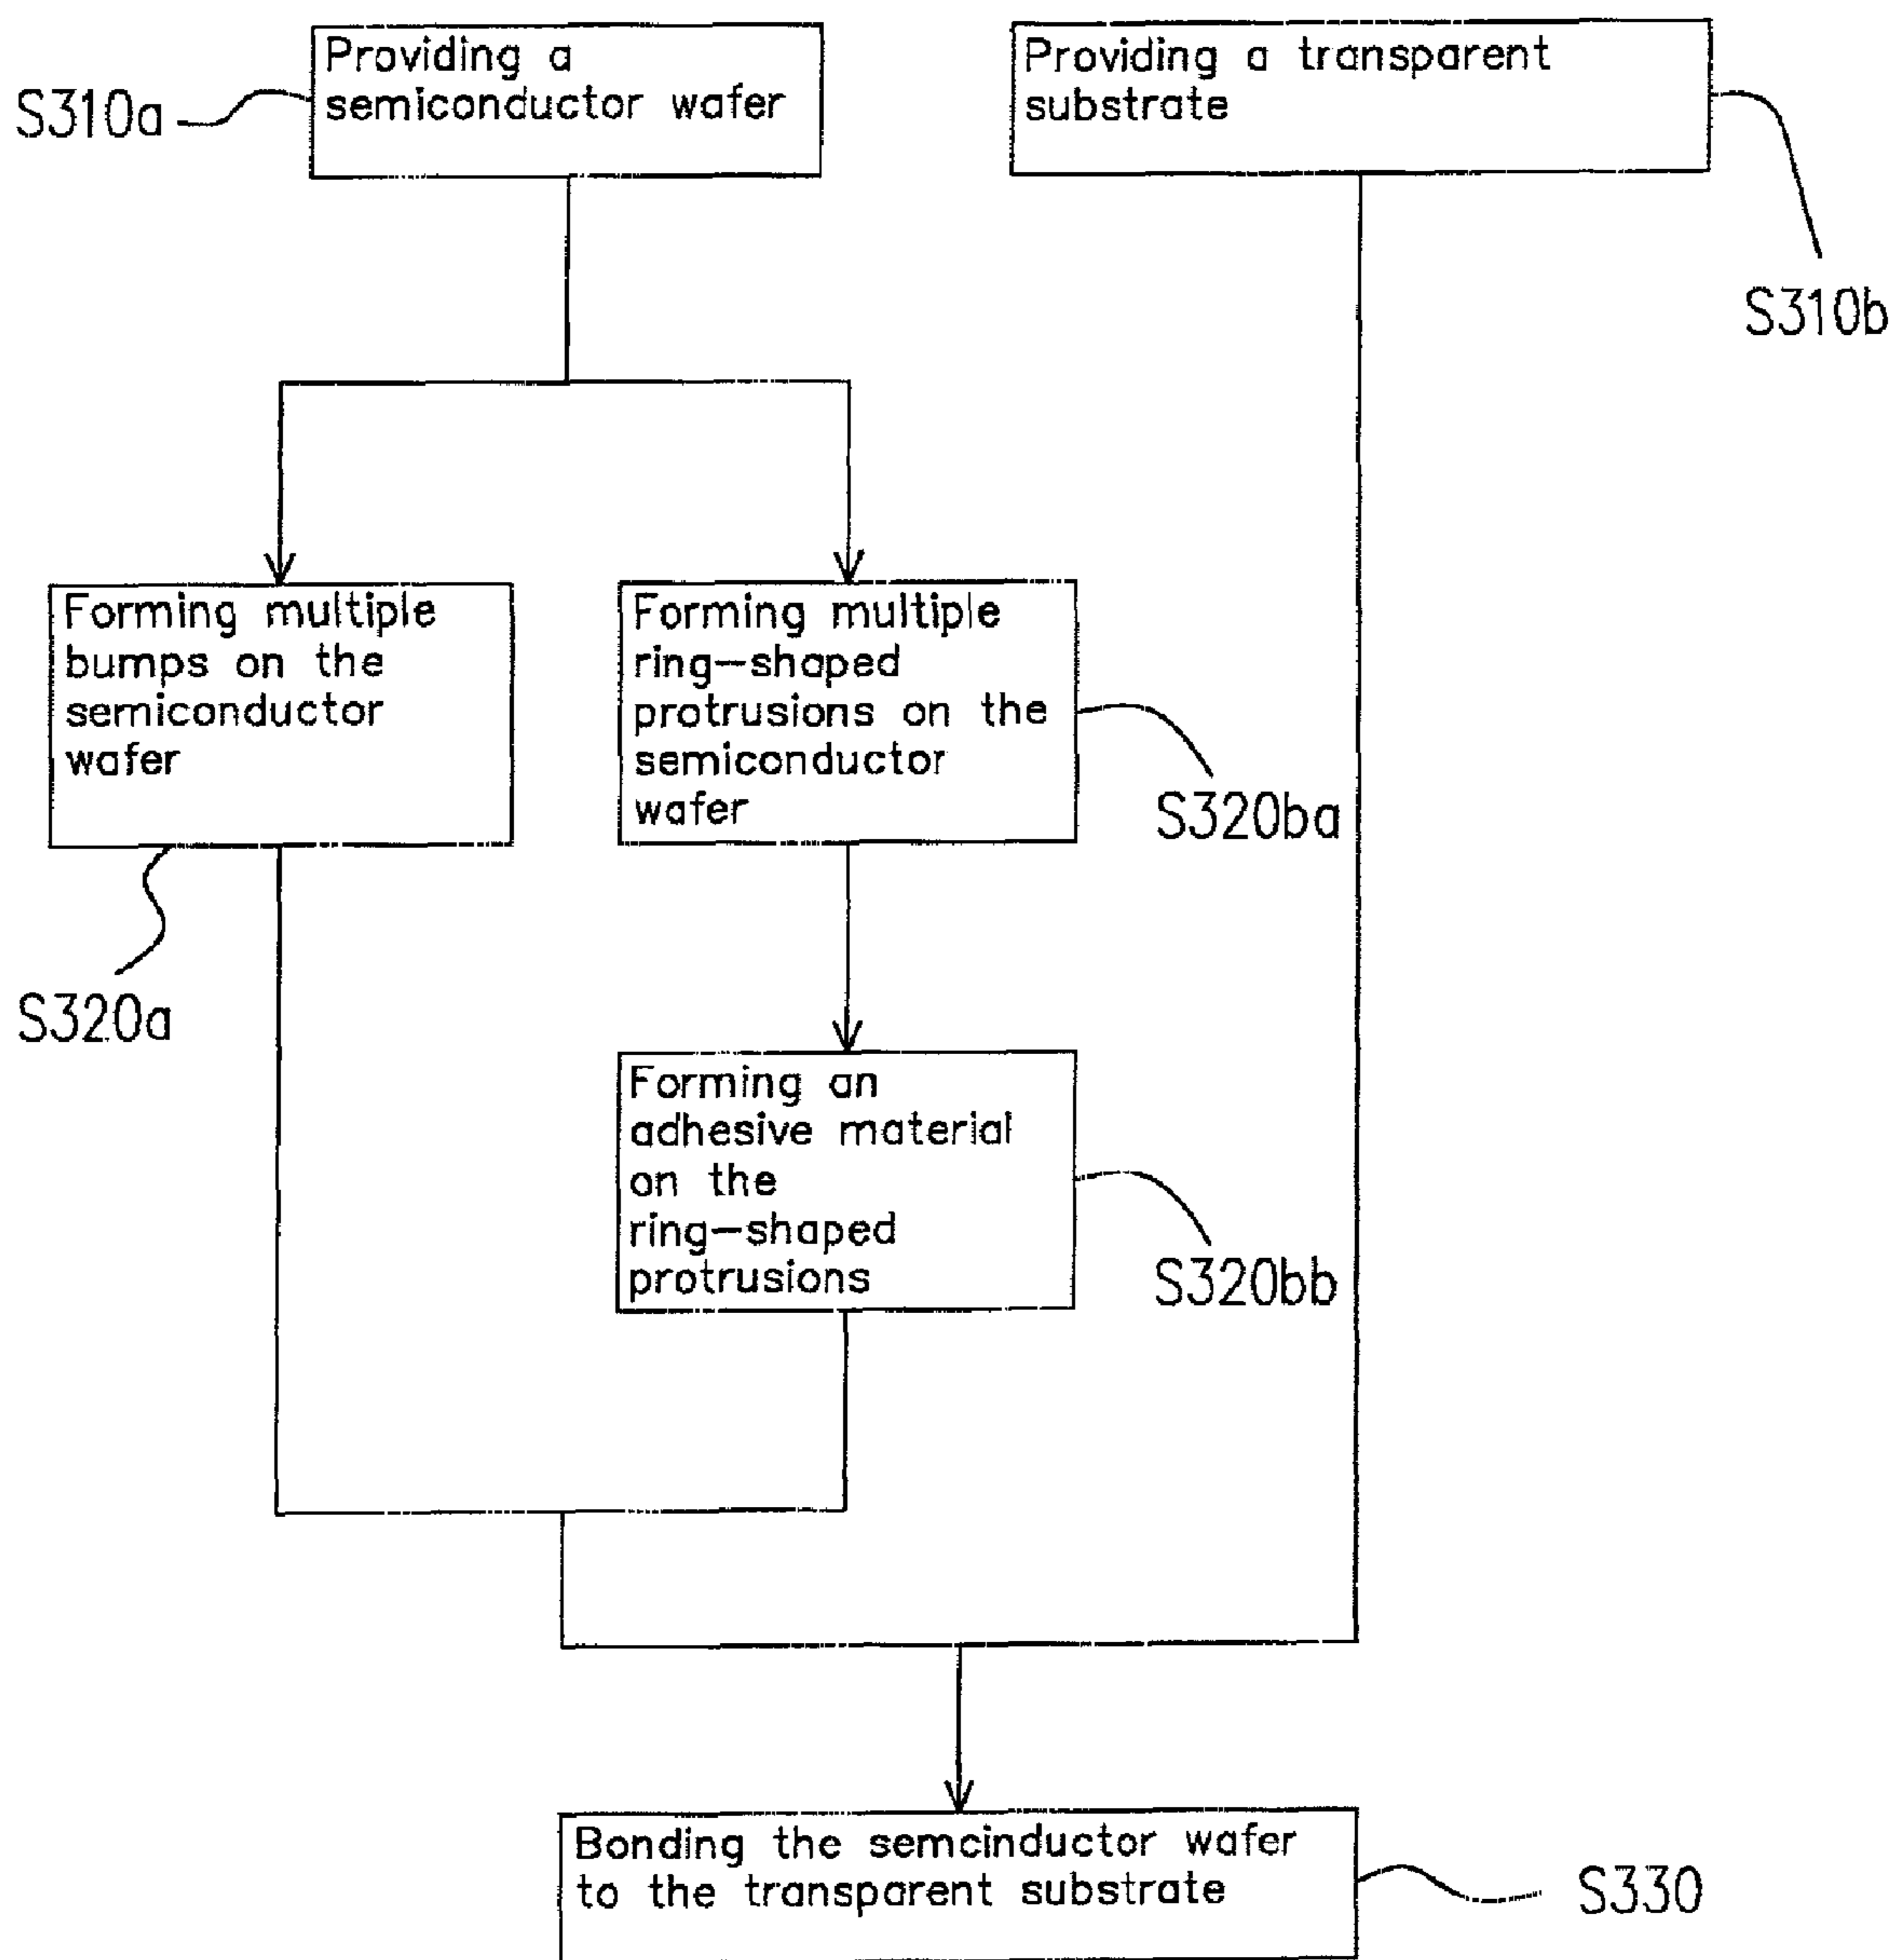 Providing a
semiconductor wafer
S310a
Providing a transparent
substrate
S310b
Forming multiple
bumps on the
semiconductor
wafer
S320a
Forming multiple
ring-shaped
protrusions on the
semiconductor
wafer
S320ba
Forming an
adhesive material
on the
ring-shaped
protrusions
S320bb
Bonding the semcinductor wafer
to the transparent substrate
S330